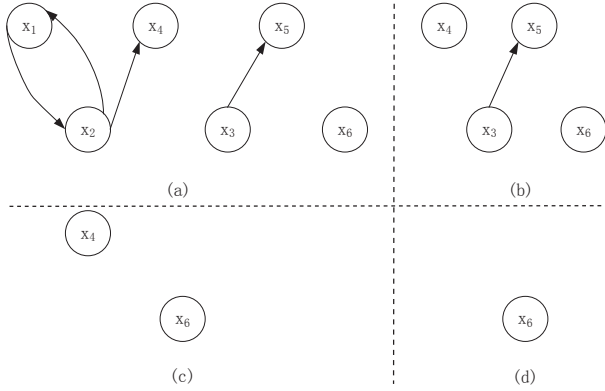 x₁ x₄ x₅
x₂ x₃ x₆
(a)
x₄ x₅
x₃ x₆
(b)
x₄
x₆
(c)
x₆
(d)